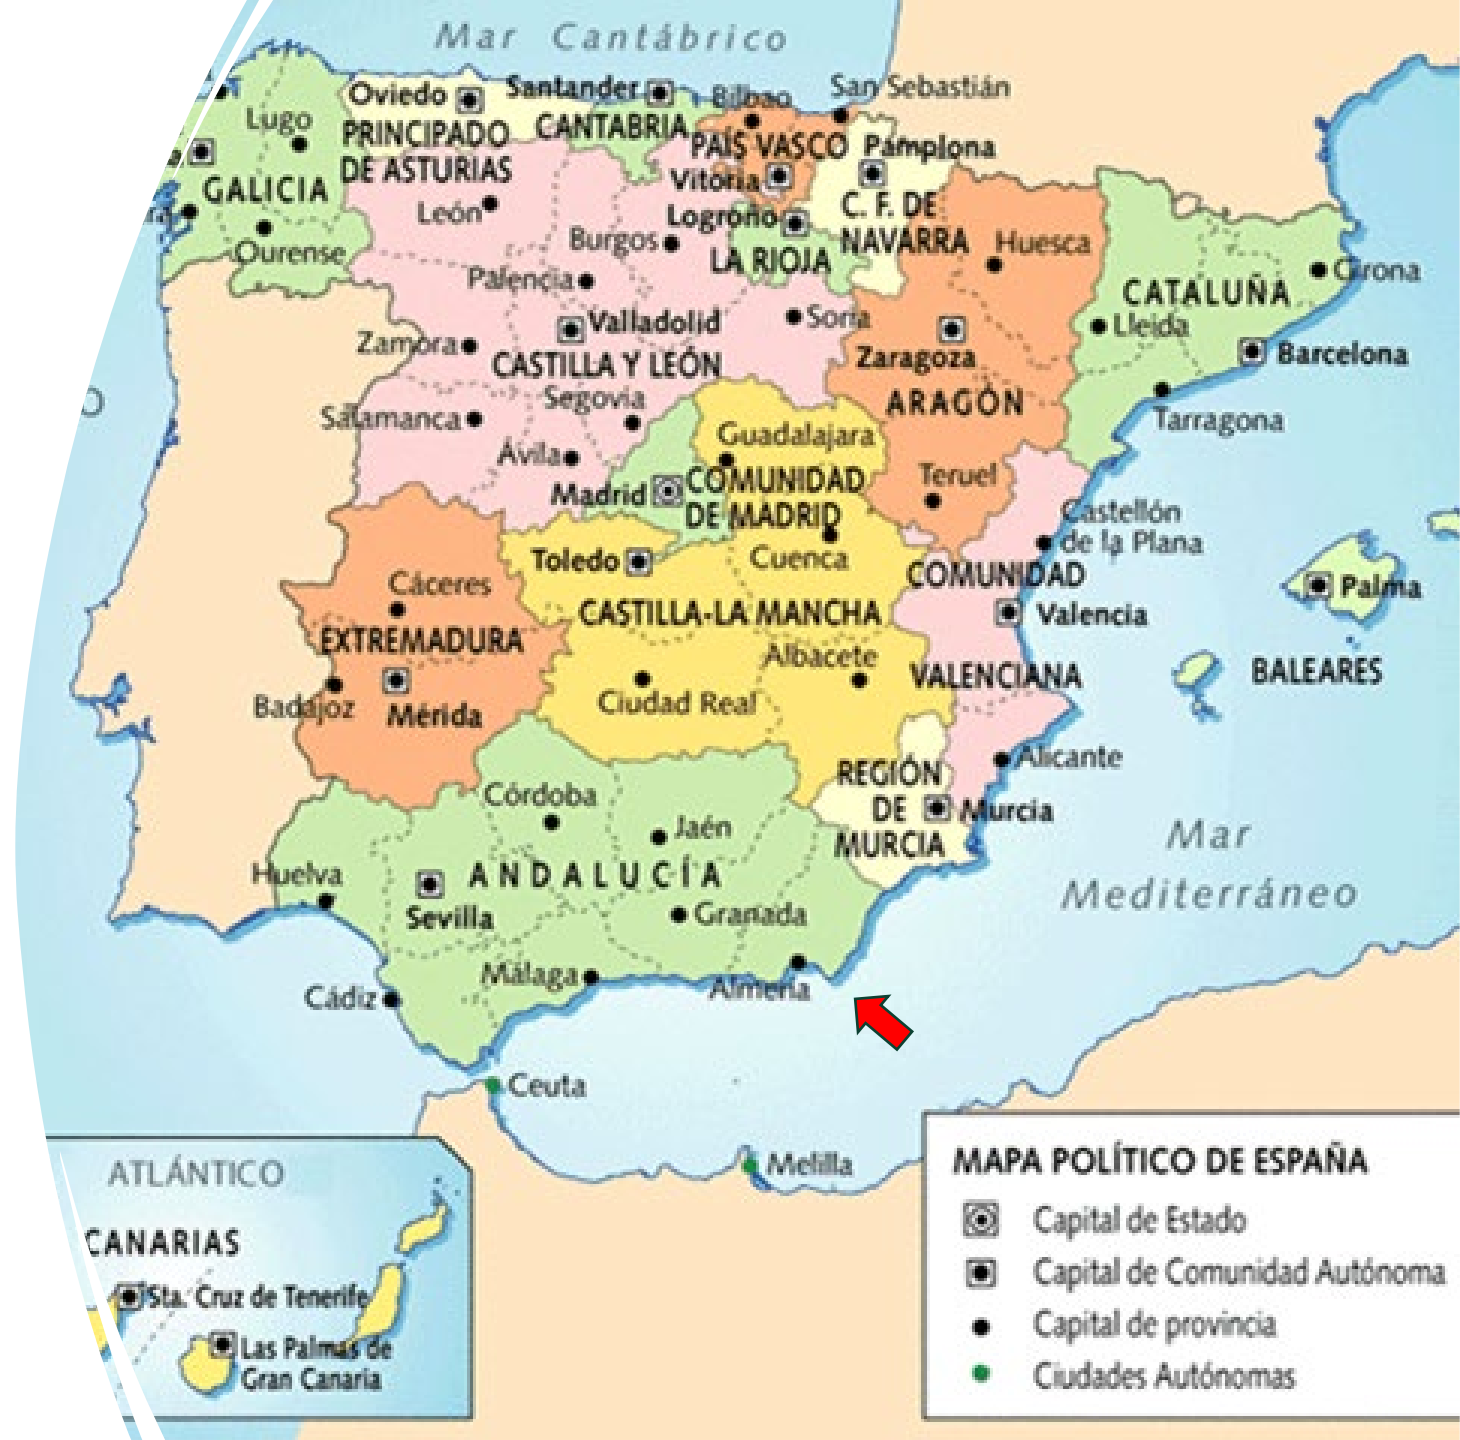 Mar Cantábrico
Oviedo
Santander
Bilbao
San Sebastián
Lugo
PRINCIPADO
DE ASTURIAS
CANTABRIA
PAÍS VASCO
Pamplona
GALICIA
León
Vitoria
C. F. DE
NAVARRA
Logroño
LA RIOJA
Burgos
Huesca
Ourense
Palencia
CATALUÑA
Girona
Zamora
Valladolid
Soria
Lleida
CASTILLA Y LEÓN
Zaragoza
Barcelona
Salamanca
Segovia
ARAGÓN
Tarragona
Ávila
Guadalajara
Madrid
COMUNIDAD
DE MADRID
Teruel
Castellón
de la Plana
Toledo
Cuenca
COMUNIDAD
Palma
Cáceres
CASTILLA-LA MANCHA
Valencia
EXTREMADURA
Albacete
VALENCIANA
BALEARES
Badajoz
Mérida
Ciudad Real
Alicante
REGIÓN
DE
MURCIA
Murcia
Córdoba
Jaén
Mar
Mediterráneo
Huelva
ANDALUCÍA
Sevilla
Granada
Málaga
Almería
Cádiz
Ceuta
Melilla
ATLÁNTICO
CANARIAS
Sta. Cruz de Tenerife
Las Palmas de
Gran Canaria
MAPA POLÍTICO DE ESPAÑA
Capital de Estado
Capital de Comunidad Autónoma
Capital de provincia
Ciudades Autónomas